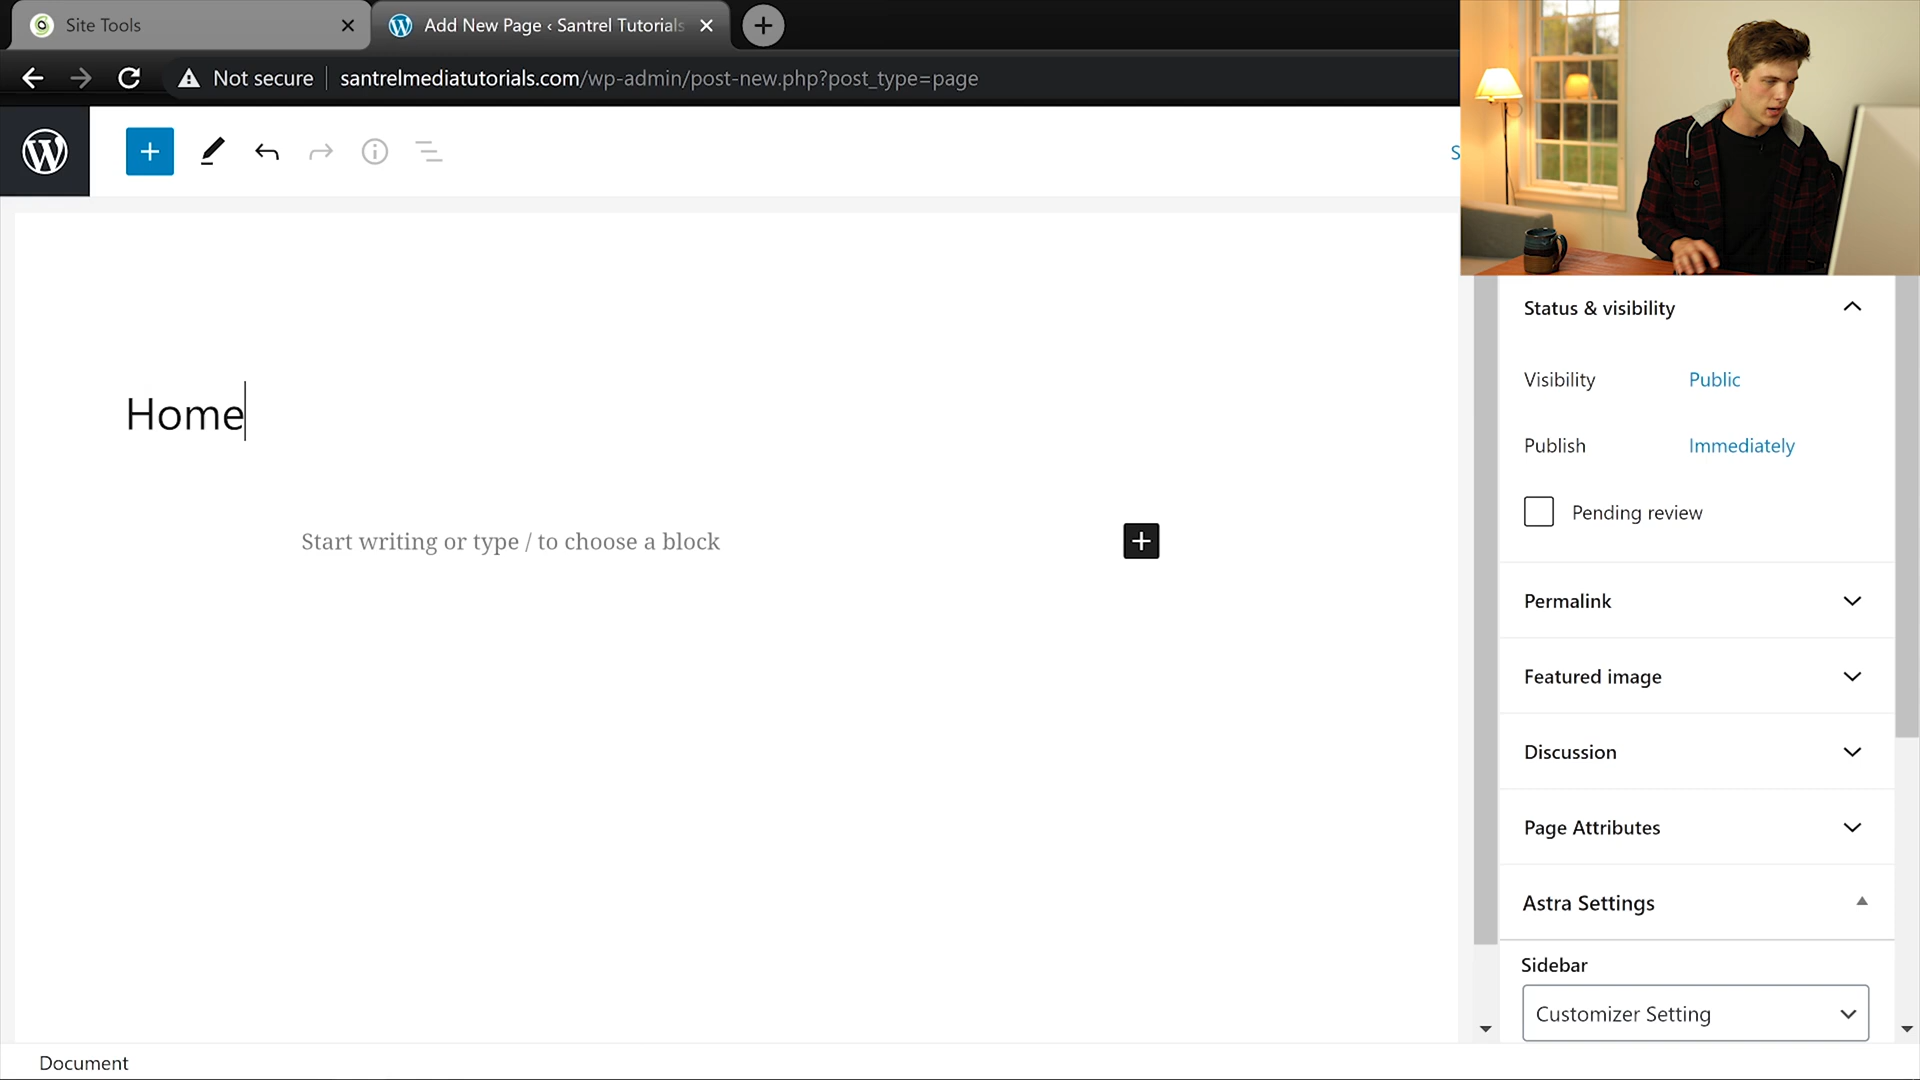 Site Tools
Add New Page ‹ Santrel Tutorials
Not secure
santrelmediatutorials.com/wp-admin/post-new.php?post_type=page
S
Home
Start writing or type / to choose a block
Status & visibility
Visibility Public
Publish Immediately
Pending review
Permalink
Featured image
Discussion
Page Attributes
Astra Settings
Sidebar
Customizer Setting
Document